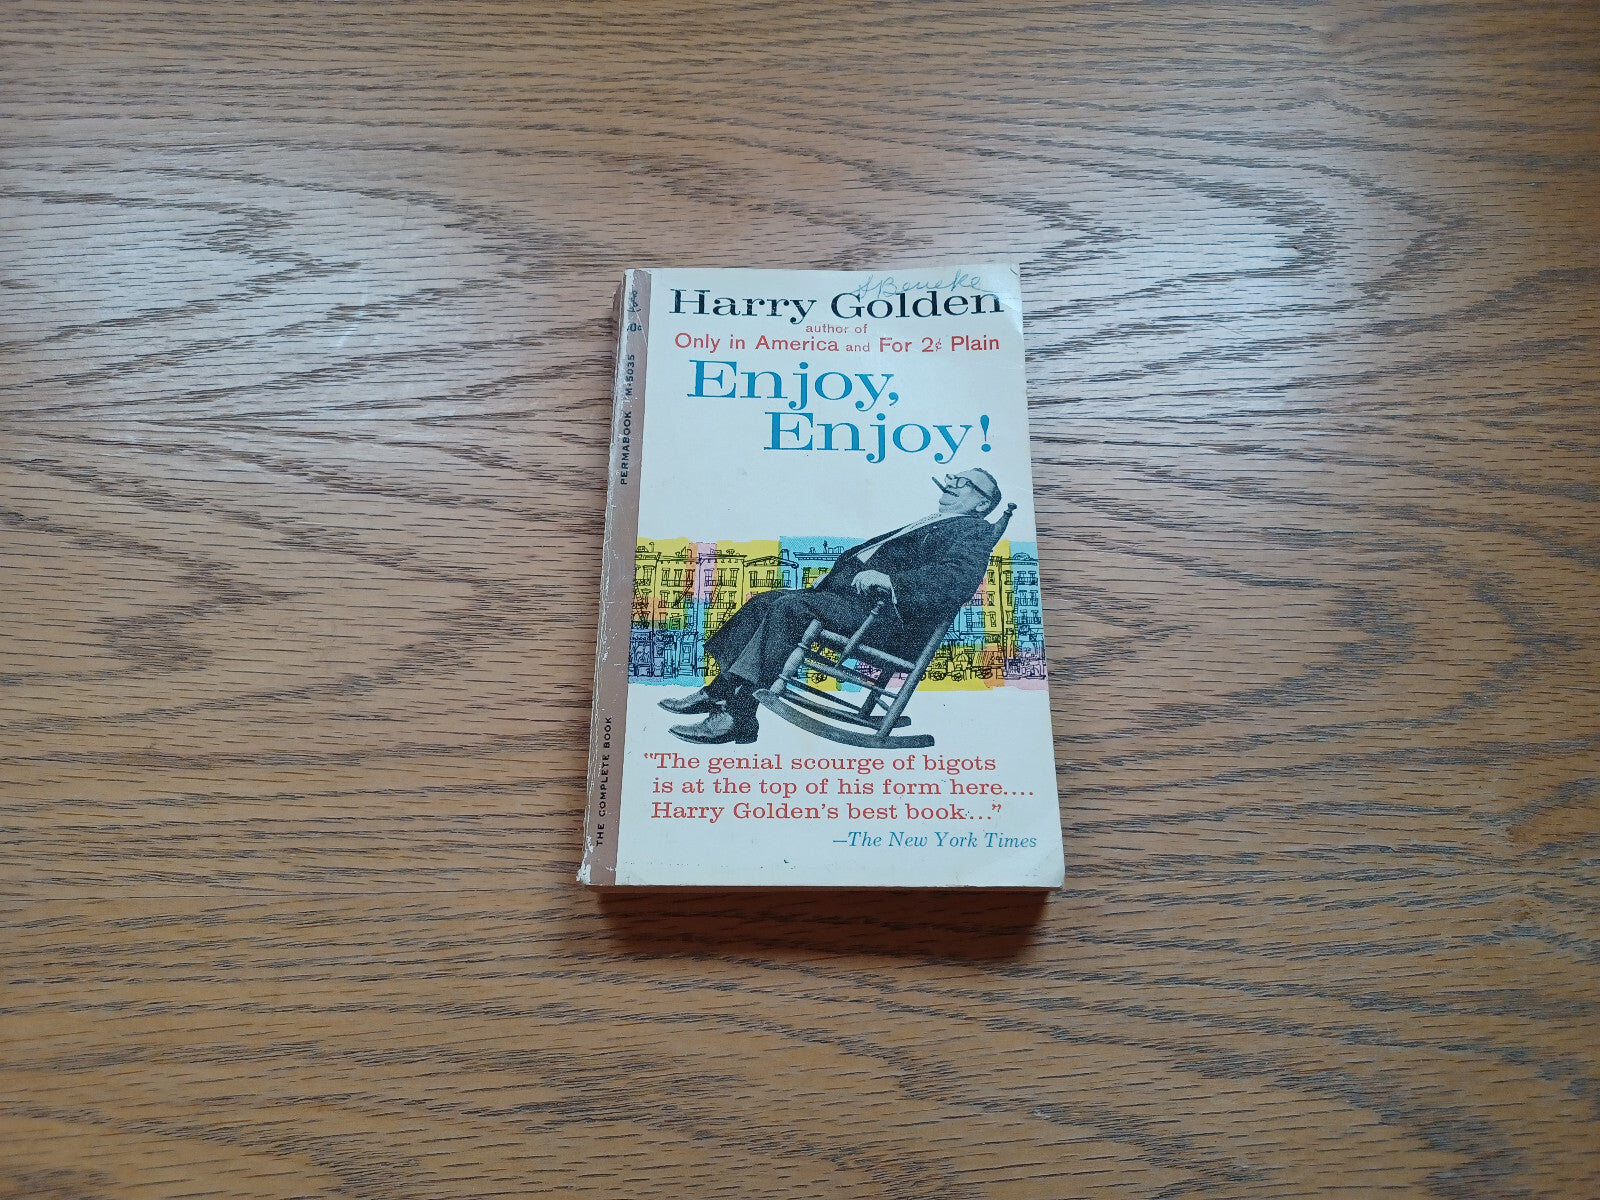 Harry Golden
author of
Only in America and For 2¢ Plain
Enjoy,
Enjoy!
"The genial scourge of bigots
is at the top of his form here....
Harry Golden's best book..."
—The New York Times
PERMABOOK M-5035
THE COMPLETE BOOK